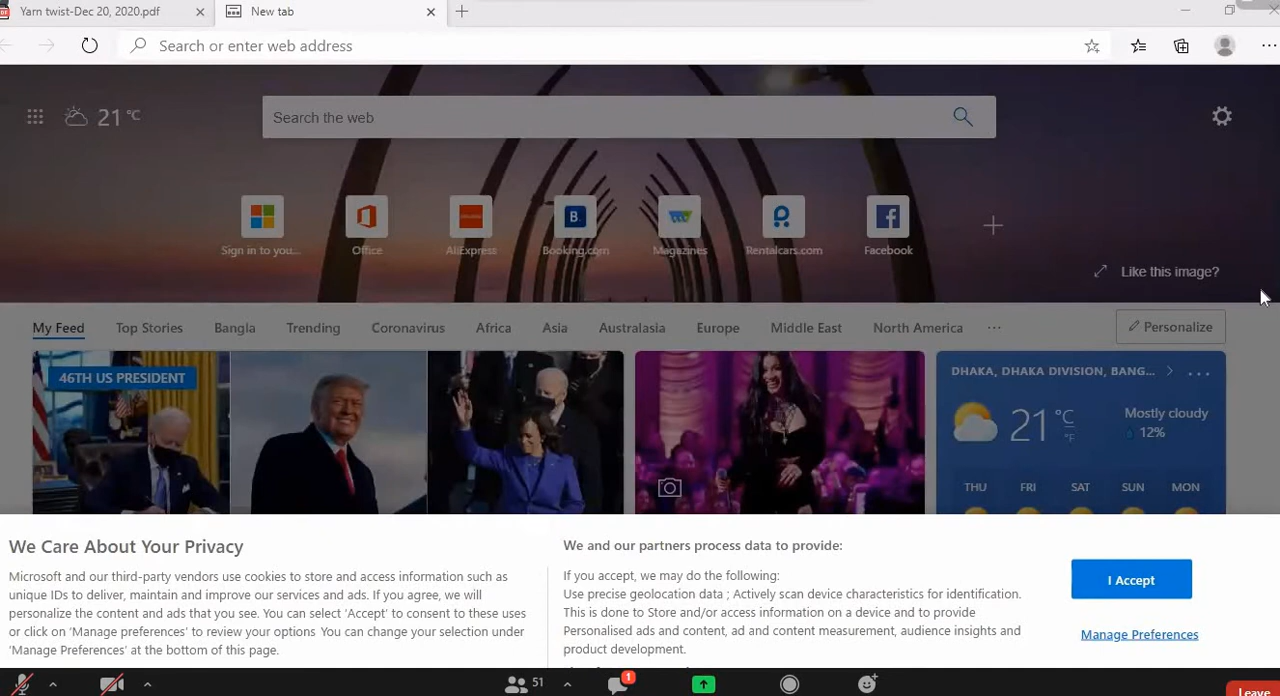 Yarn twist-Dec 20, 2020.pdf
New tab
Search or enter web address
21 °C
Search the web
Sign in to you...
Office
AliExpress
Booking.com
Magazines
Rentalcars.com
Facebook
Like this image?
My Feed
Top Stories
Bangla
Trending
Coronavirus
Africa
Asia
Australasia
Europe
Middle East
North America
...
Personalize
46TH US PRESIDENT
DHAKA, DHAKA DIVISION, BANG...
21 °C
°F
Mostly cloudy
12%
THU FRI SAT SUN MON
We Care About Your Privacy
Microsoft and our third-party vendors use cookies to store and access information such as
unique IDs to deliver, maintain and improve our services and ads. If you agree, we will
personalize the content and ads that you see. You can select 'Accept' to consent to these uses
or click on 'Manage preferences' to review your options You can change your selection under
'Manage Preferences' at the bottom of this page.
We and our partners process data to provide:
If you accept, we may do the following:
Use precise geolocation data ; Actively scan device characteristics for identification.
This is done to Store and/or access information on a device and to provide
Personalised ads and content, ad and content measurement, audience insights and
product development.
I Accept
Manage Preferences
51
1
Leave